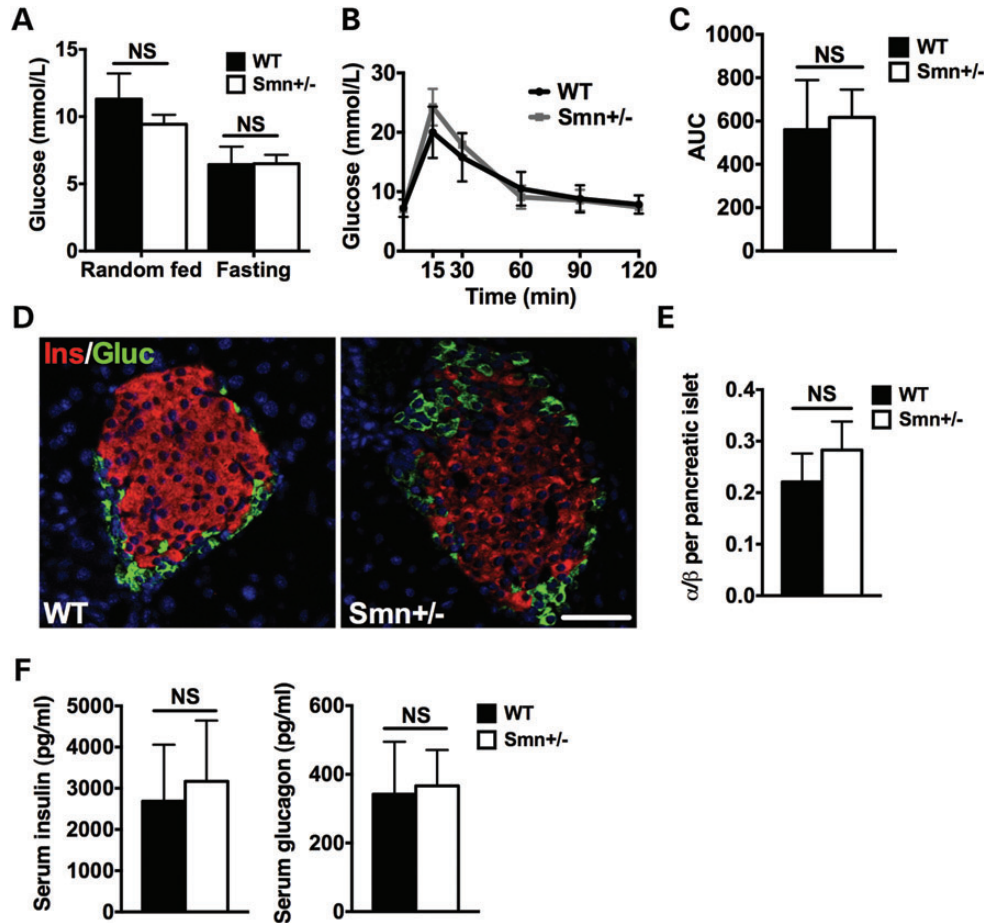 A
Glucose (mmol/L)
15
10
5
0
NS
NS
WT
Smn+/-
Random fed
Fasting
B
Glucose (mmol/L)
30
20
10
0
WT
Smn+/-
15 30 60 90 120
Time (min)
C
AUC
1000
800
600
400
200
0
NS
WT
Smn+/-
D
Ins/Gluc
WT
Smn+/-
E
α/β per pancreatic islet
0.4
0.3
0.2
0.1
0.0
NS
WT
Smn+/-
F
Serum insulin (pg/ml)
5000
4000
3000
2000
1000
0
NS
Serum glucagon (pg/ml)
600
400
200
0
NS
WT
Smn+/-